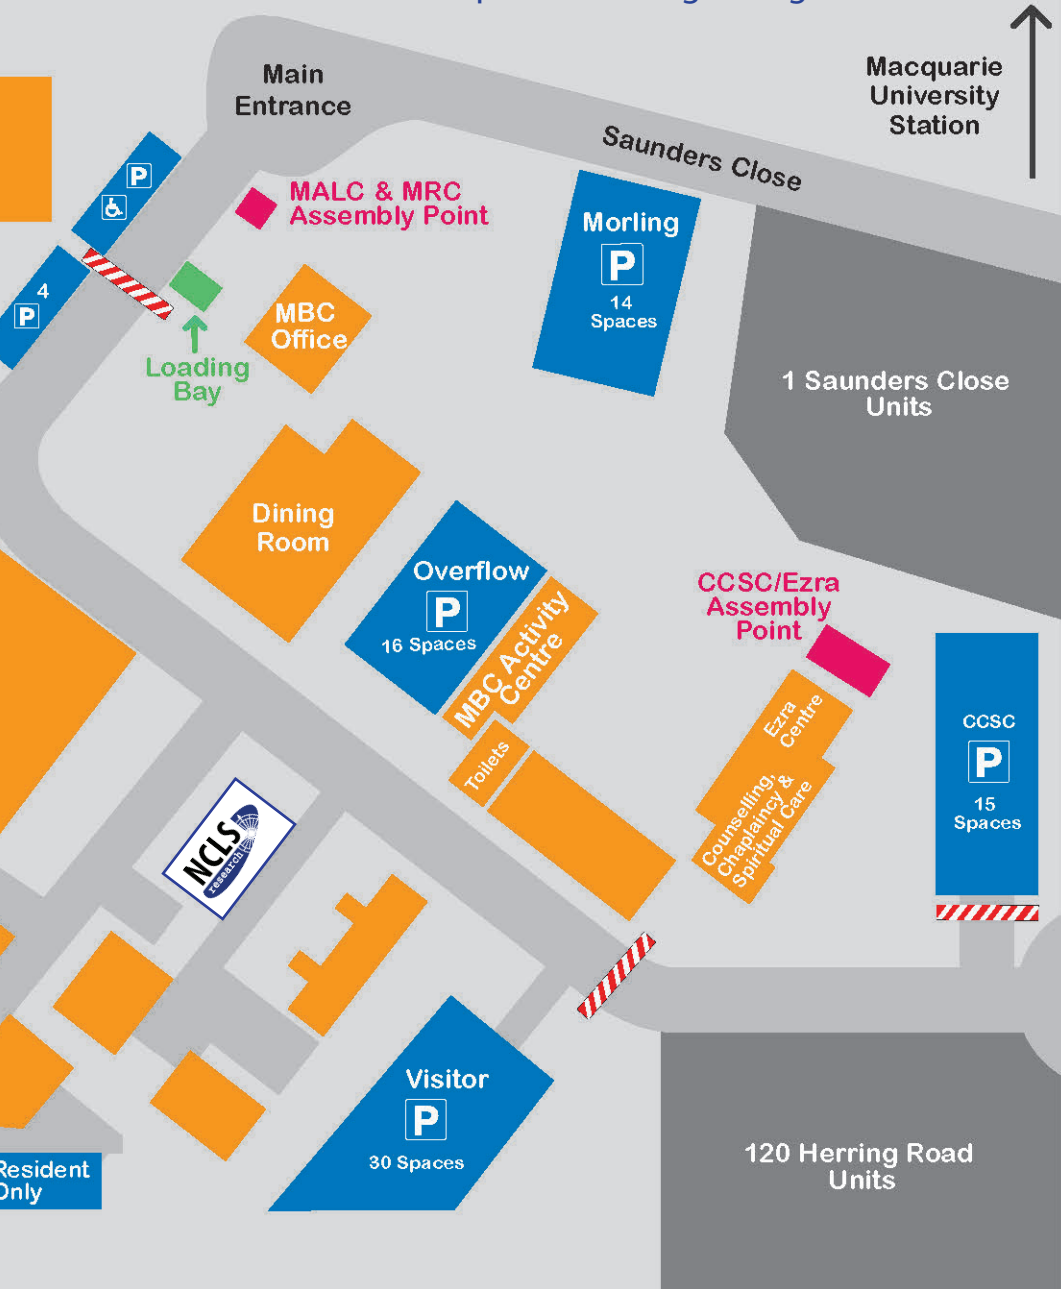 Main
Entrance
Macquarie
University
Station
Saunders Close
P
MALC & MRC
Assembly Point
Morling
P
14
Spaces
4
P
MBC
Office
Loading
Bay
1 Saunders Close
Units
Dining
Room
Overflow
P
16 Spaces
MBC Activity
Centre
CCSC/Ezra
Assembly
Point
Ezra
Centre
CCSC
P
15
Spaces
Toilets
Counselling,
Chaplaincy &
Spiritual Care
NCLS
research
Visitor
P
30 Spaces
120 Herring Road
Units
Resident
Only